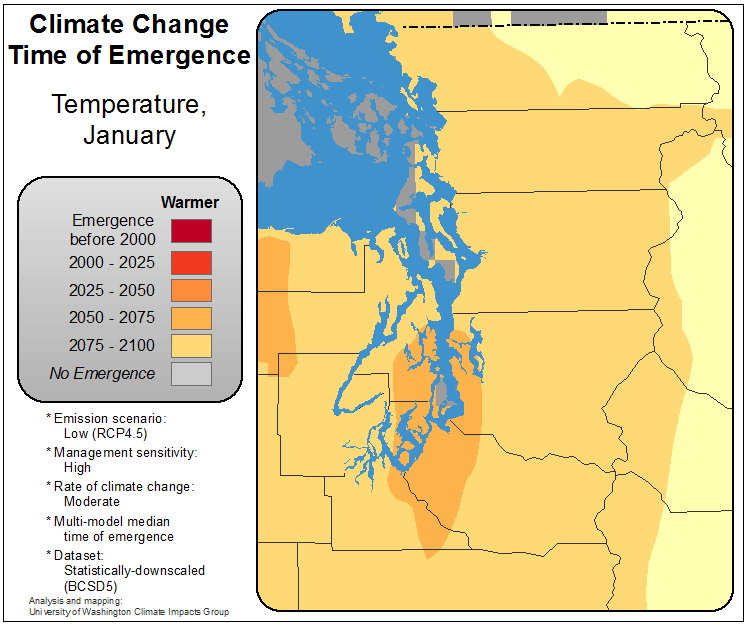 Climate Change
Time of Emergence
Temperature,
January
Warmer
Emergence
before 2000
2000 - 2025
2025 - 2050
2050 - 2075
2075 - 2100
No Emergence
* Emission scenario:
Low (RCP4.5)
* Management sensitivity:
High
* Rate of climate change:
Moderate
* Multi-model median
time of emergence
* Dataset:
Statistically-downscaled
(BCSD5)
Analysis and mapping:
University of Washington Climate Impacts Group